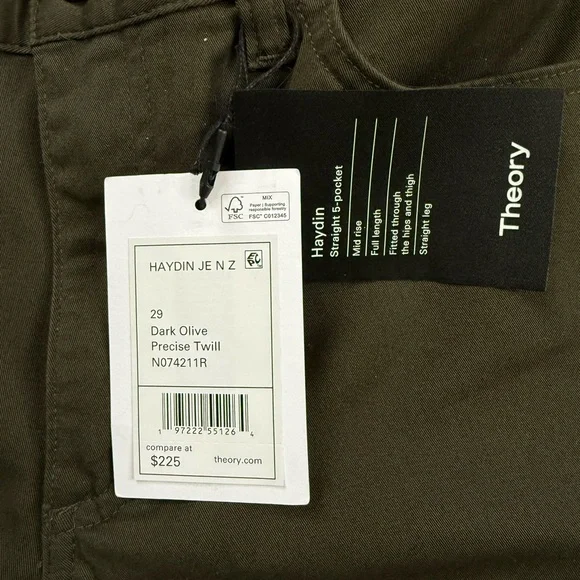 MIX
Paper | Supporting
responsible forestry
FSC® C012345
FSC
HAYDIN JE N Z
29
Dark Olive
Precise Twill
N074211R
1 97222 55126 4
compare at
$225
theory.com
Haydin
Straight 5-pocket
Mid rise
Full length
Fitted through
the hips and thigh
Straight leg
Theory